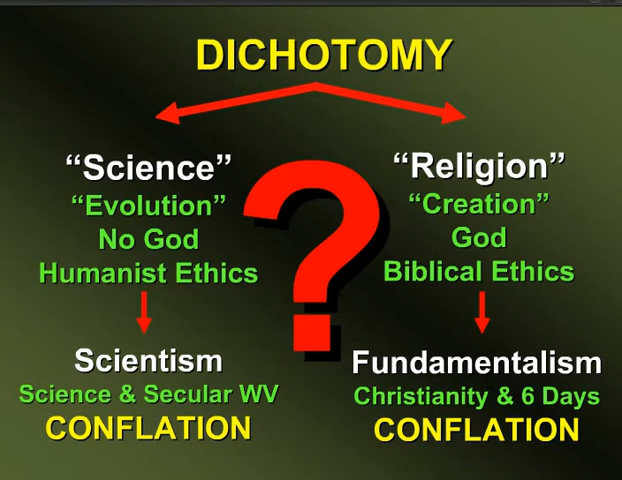 DICHOTOMY
“Science”
“Evolution”
No God
Humanist Ethics
Scientism
Science & Secular WV
CONFLATION
?
“Religion”
“Creation”
God
Biblical Ethics
Fundamentalism
Christianity & 6 Days
CONFLATION